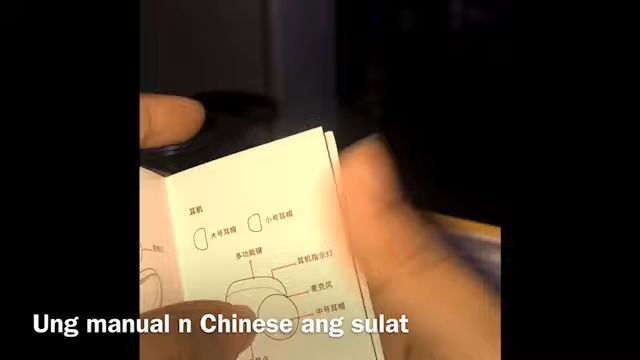 耳机
大号耳帽
小号耳帽
多功能键
耳机指示灯
麦克风
中号耳帽
Ung manual n Chinese ang sulat